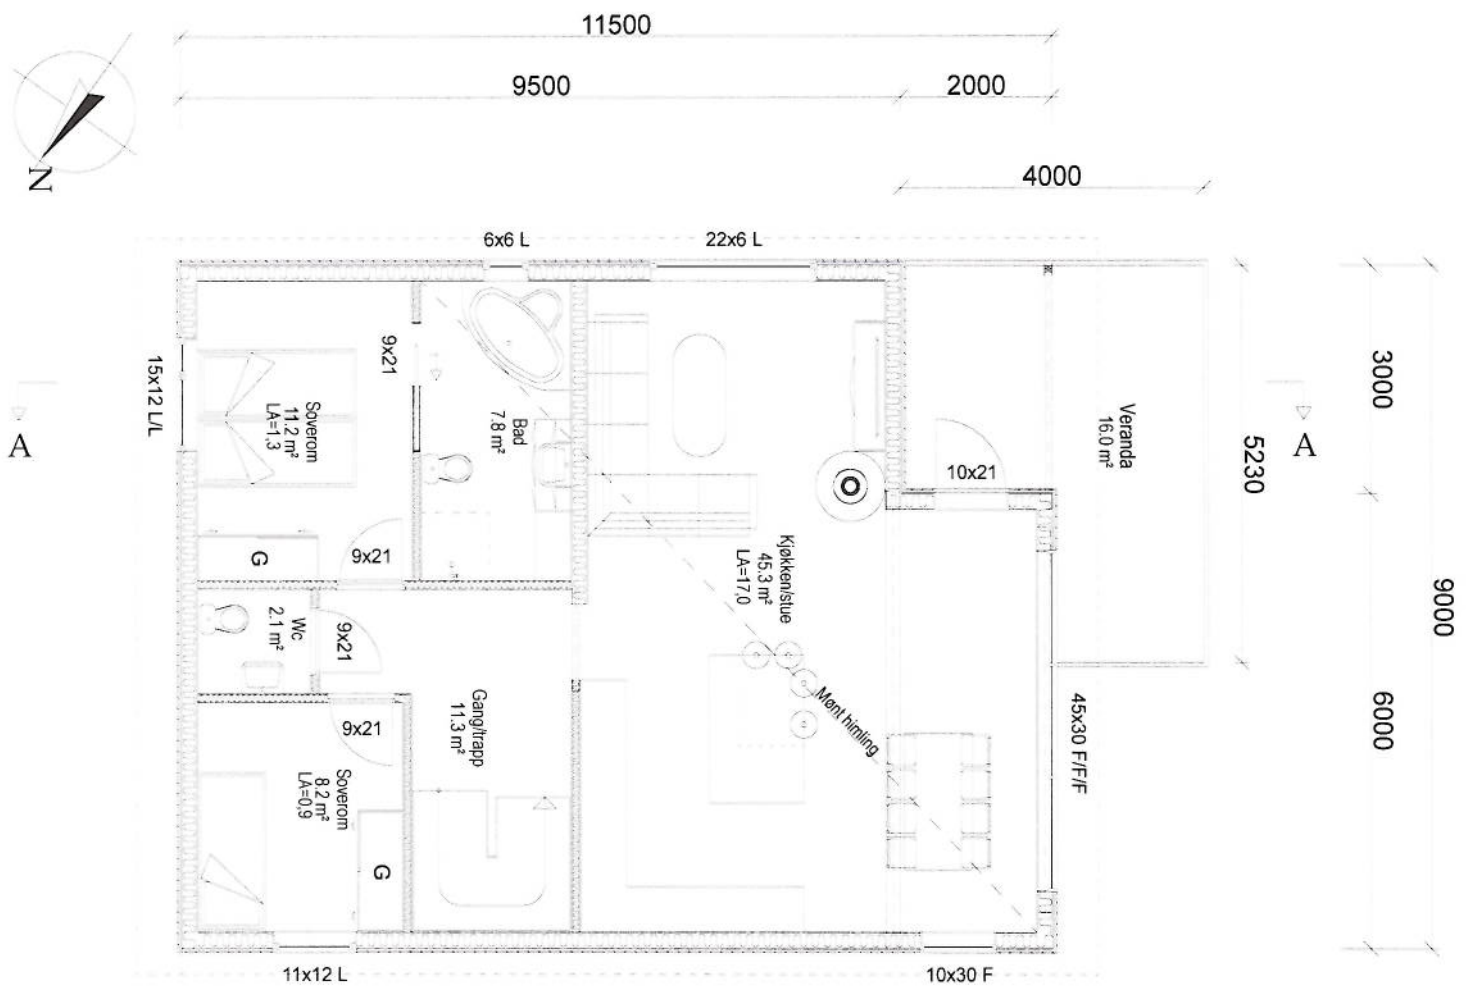 11500
9500
2000
4000
N
6x6 L
22x6 L
15x12 L/L
9x21
Soverom
11.2 m²
LA=1,3
Bad
7.8 m²
10x21
Veranda
16.0 m²
3000
5230
A
A
G
9x21
Kjøkken/stue
45.3 m²
LA=17,0
9000
Wc
2.1 m²
9x21
Gang/trapp
11.3 m²
Mønt himling
45x30 F/F/F
6000
9x21
Soverom
8.2 m²
LA=0,9
G
11x12 L
10x30 F